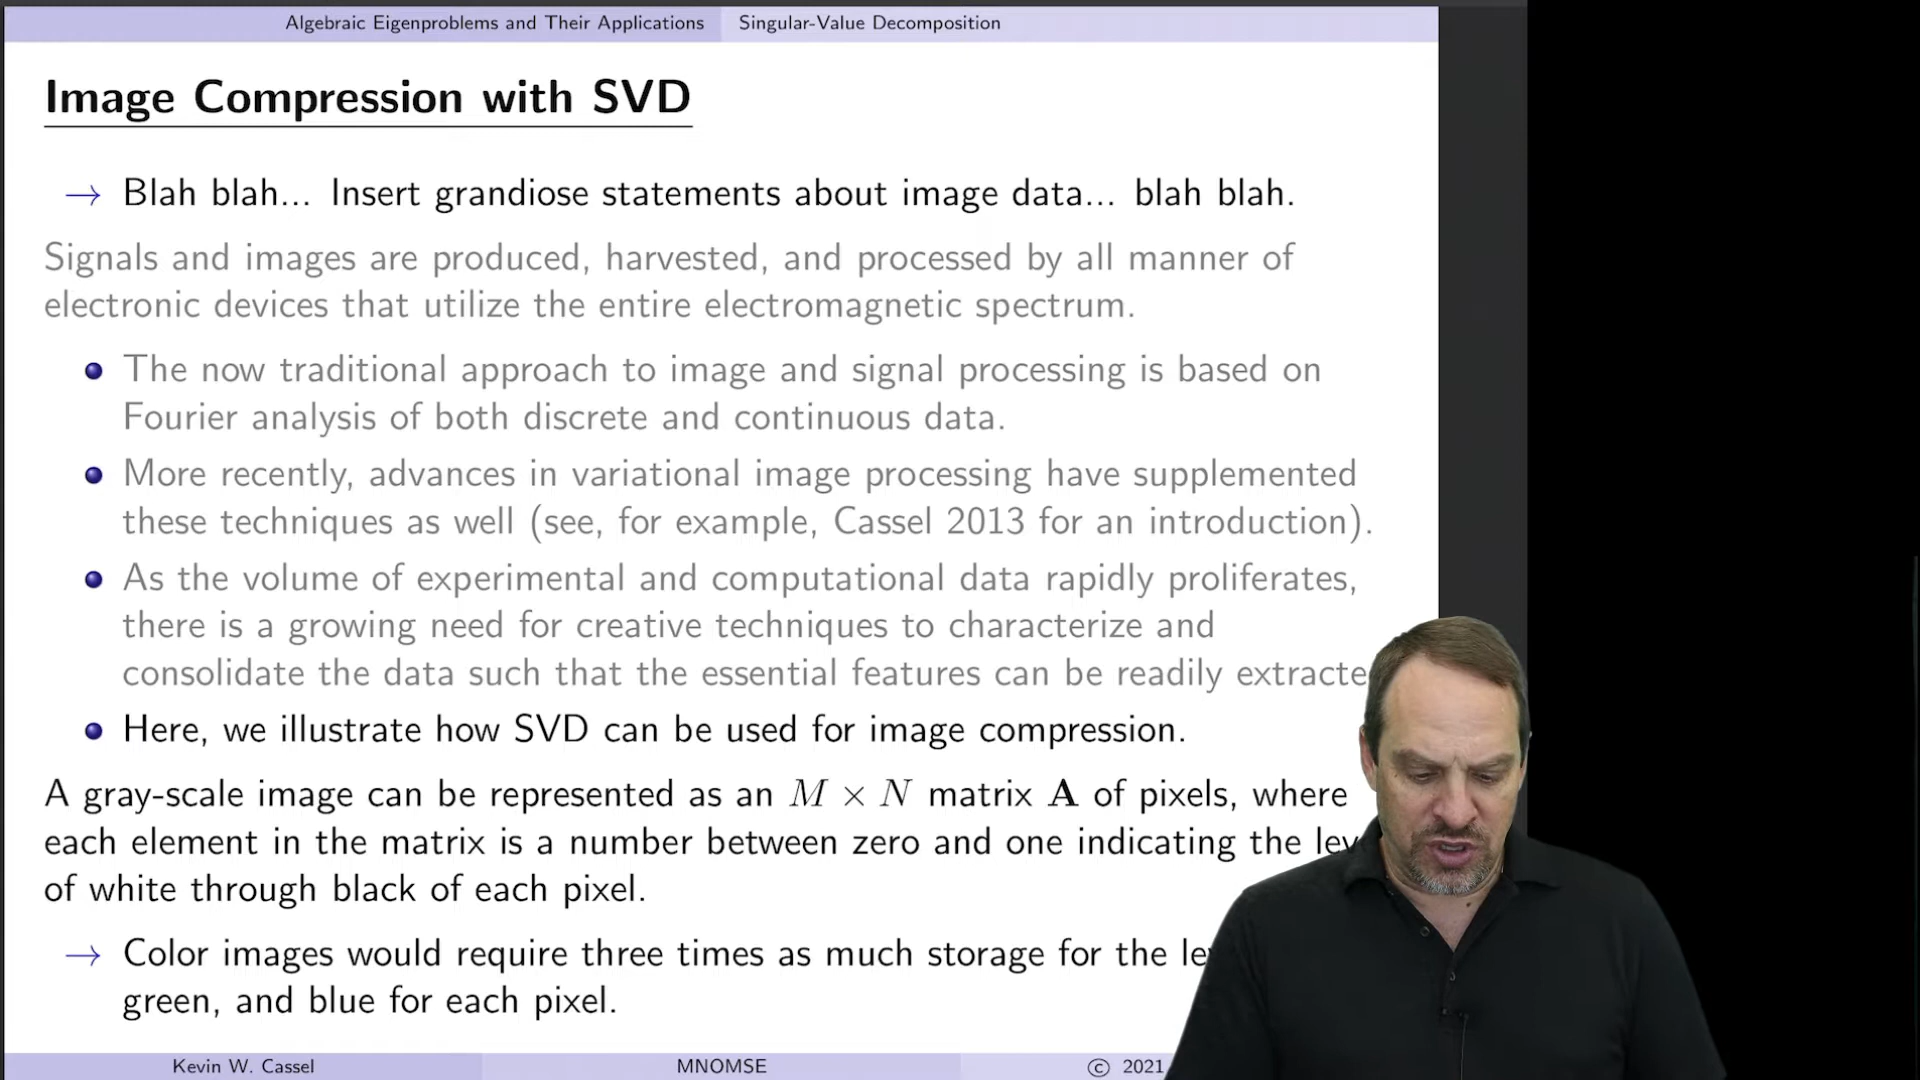 Algebraic Eigenproblems and Their Applications Singular-Value Decomposition
Image Compression with SVD
→ Blah blah... Insert grandiose statements about image data... blah blah.
Signals and images are produced, harvested, and processed by all manner of
electronic devices that utilize the entire electromagnetic spectrum.
• The now traditional approach to image and signal processing is based on
Fourier analysis of both discrete and continuous data.
• More recently, advances in variational image processing have supplemented
these techniques as well (see, for example, Cassel 2013 for an introduction).
• As the volume of experimental and computational data rapidly proliferates,
there is a growing need for creative techniques to characterize and
consolidate the data such that the essential features can be readily
• Here, we illustrate how SVD can be used for image compression.
A gray-scale image can be represented as an M × N matrix A of pixels, where
each element in the matrix is a number between zero and one indicating the
of white through black of each pixel.
→ Color images would require three times as much storage for the
green, and blue for each pixel.
Kevin W. Cassel MNOMSE © 2021